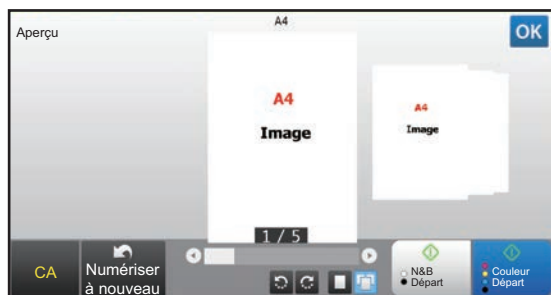 A4
Aperçu
OK
A4
Image
A4
Image
1 / 5
CA
Numériser
à nouveau
N&B
Départ
Couleur
Départ